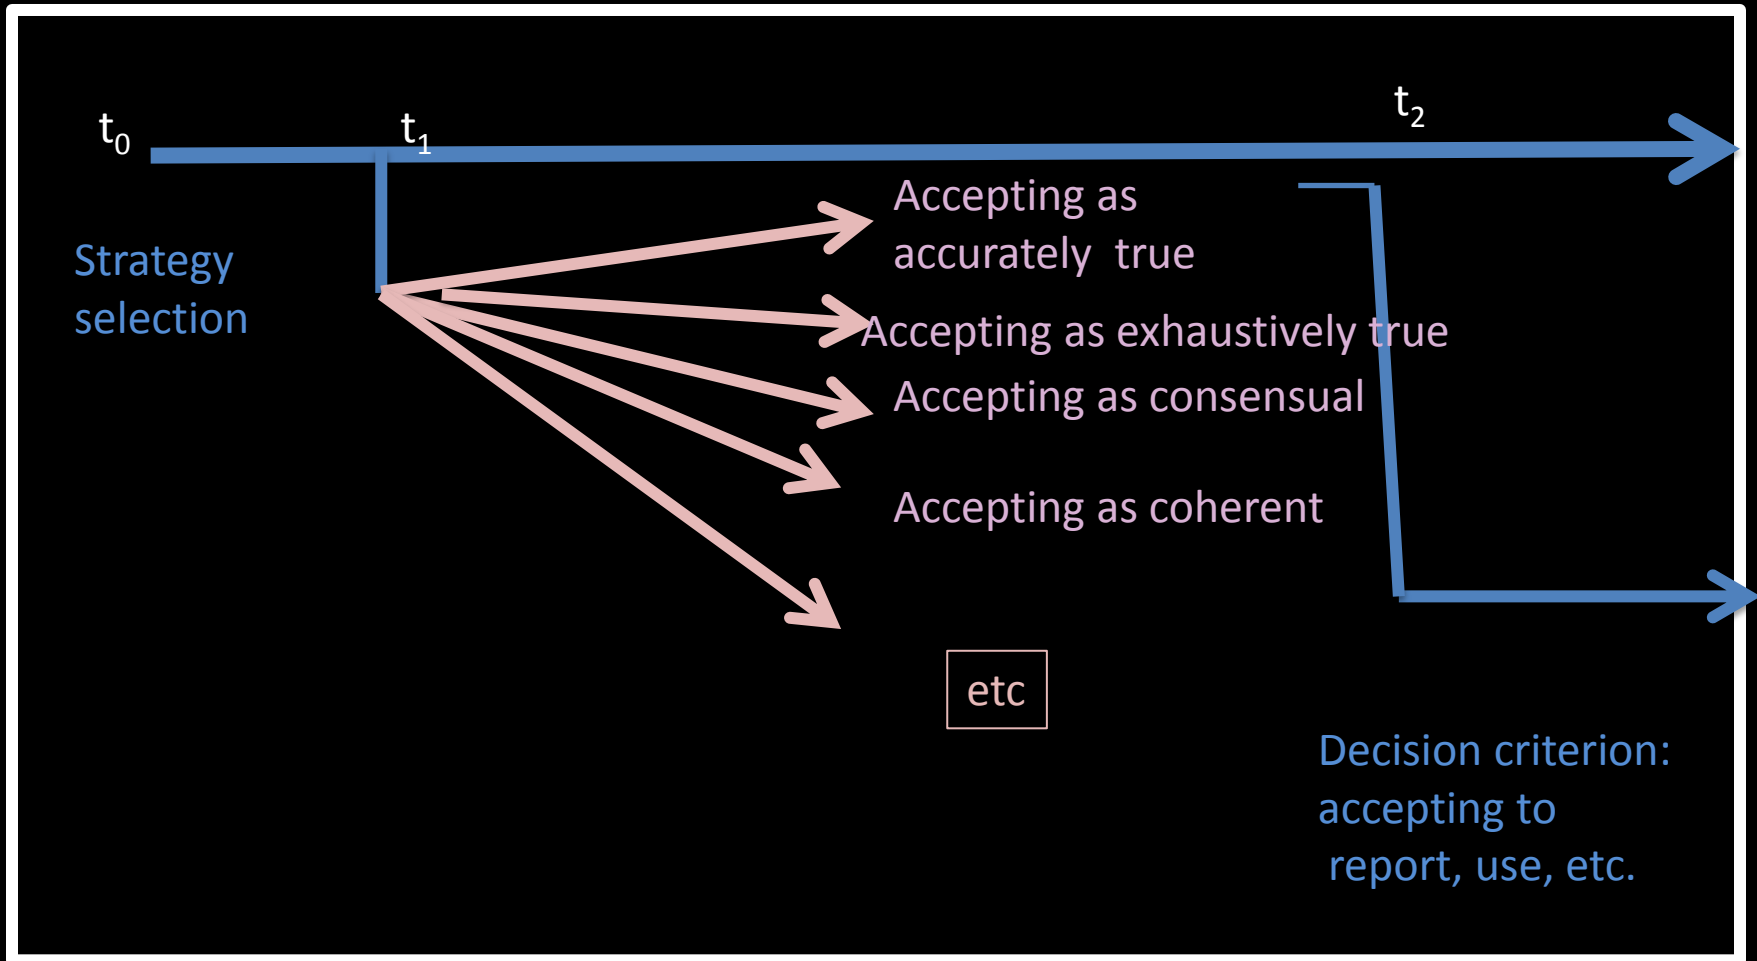 t₀
t₁
t₂
Strategy
selection
Accepting as
accurately true
Accepting as exhaustively true
Accepting as consensual
Accepting as coherent
etc
Decision criterion:
accepting to
report, use, etc.